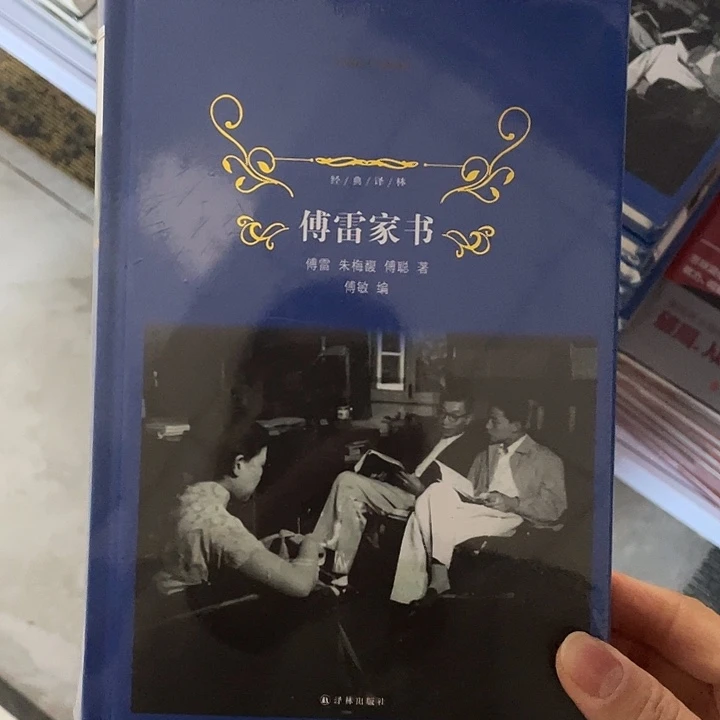 经/典/译/林
傅雷家书
傅雷 朱梅馥 傅聪 著
傅敏 编
译林出版社